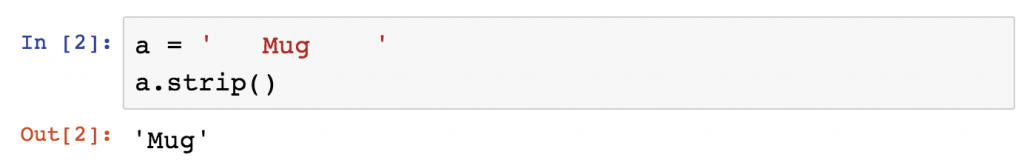 In [2]: a = '   Mug    '
a.strip()
Out[2]: 'Mug'